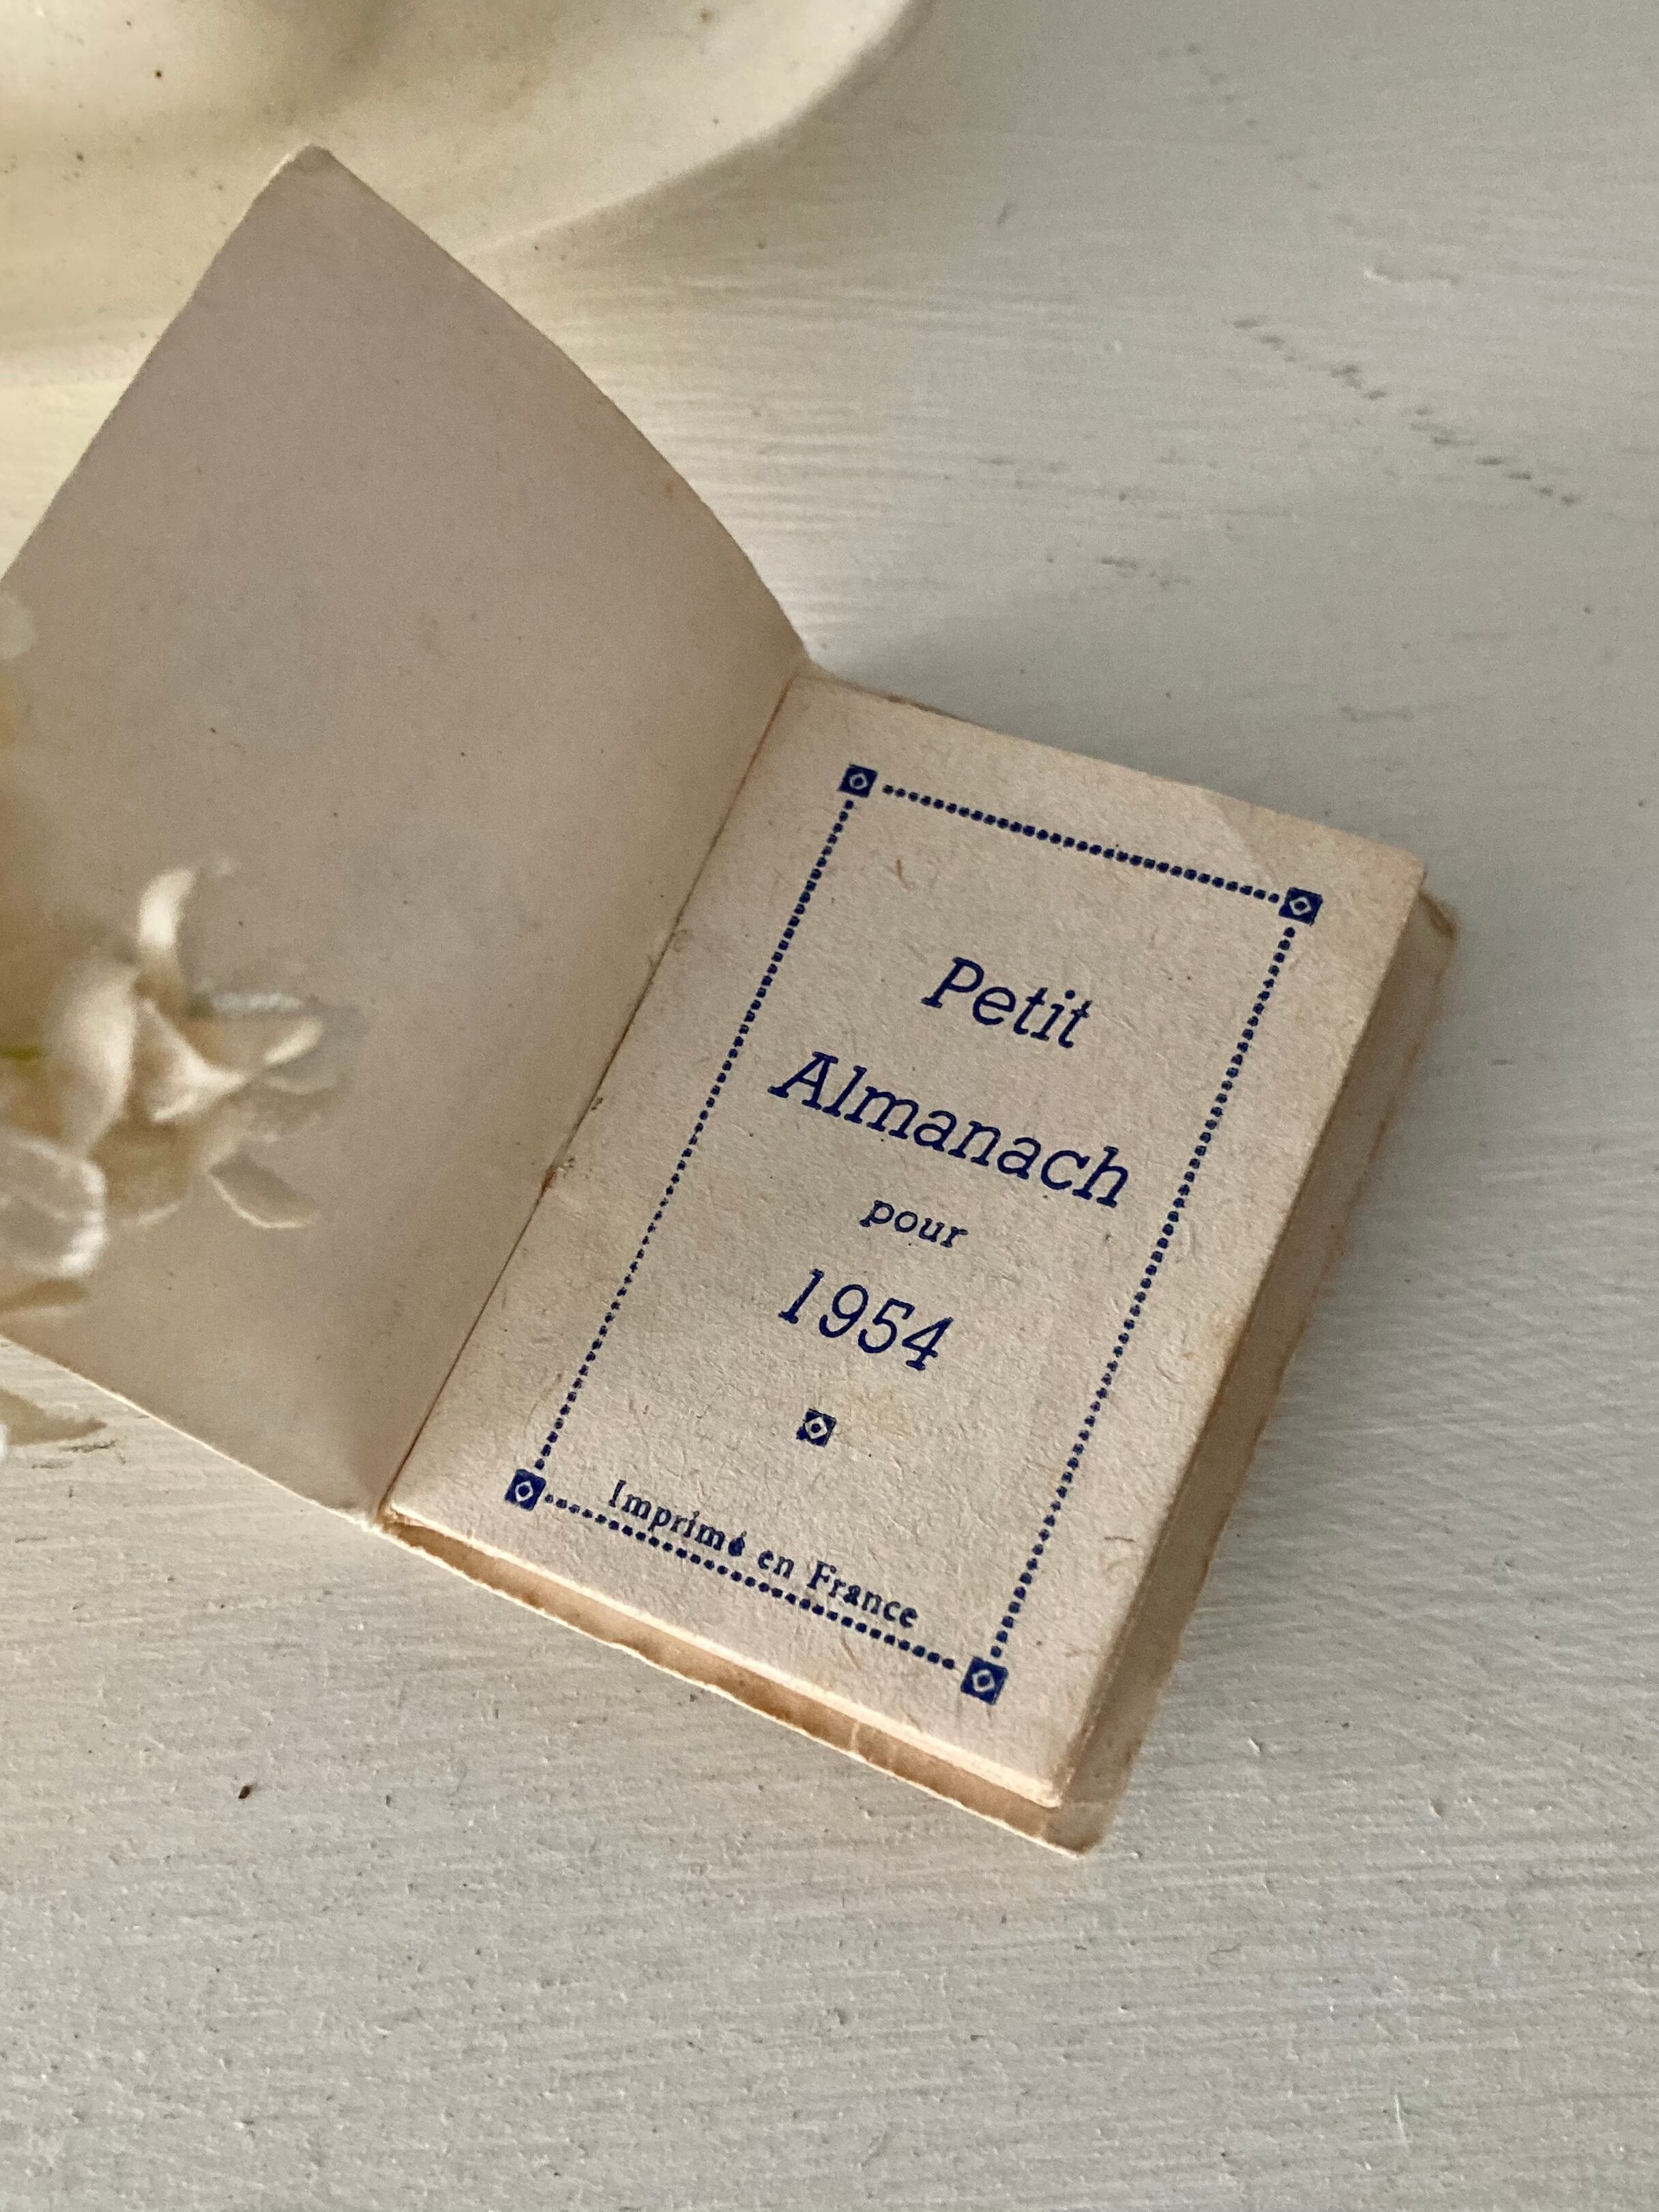 Petit
Almanach
pour
1954
Imprimé en France